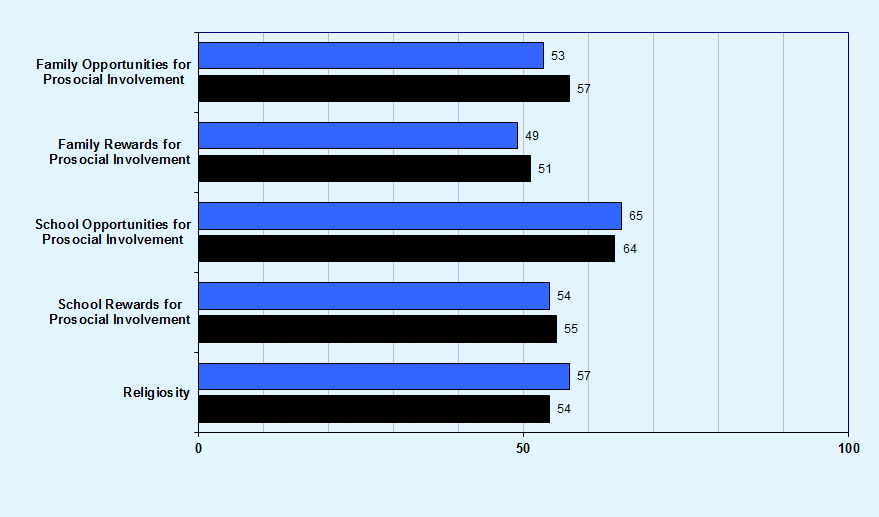 Family Opportunities for
Prosocial Involvement
53
57
Family Rewards for
Prosocial Involvement
49
51
School Opportunities for
Prosocial Involvement
65
64
School Rewards for
Prosocial Involvement
54
55
Religiosity
57
54
0 50 100